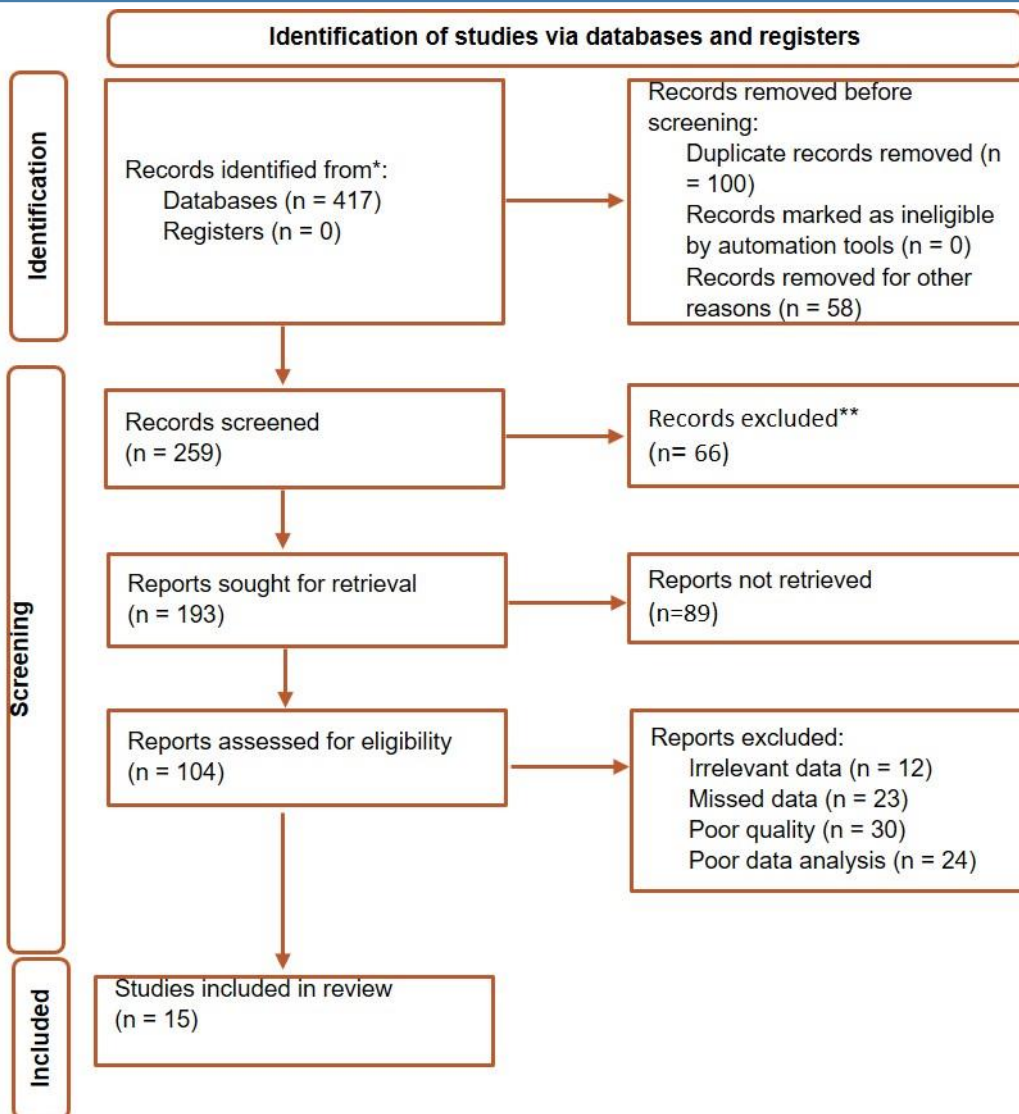 Identification of studies via databases and registers
Identification
Records identified from*:
Databases (n = 417)
Registers (n = 0)
Records removed before
screening:
Duplicate records removed (n
= 100)
Records marked as ineligible
by automation tools (n = 0)
Records removed for other
reasons (n = 58)
Screening
Records screened
(n = 259)
Records excluded**
(n= 66)
Reports sought for retrieval
(n = 193)
Reports not retrieved
(n=89)
Reports assessed for eligibility
(n = 104)
Reports excluded:
Irrelevant data (n = 12)
Missed data (n = 23)
Poor quality (n = 30)
Poor data analysis (n = 24)
Included
Studies included in review
(n = 15)